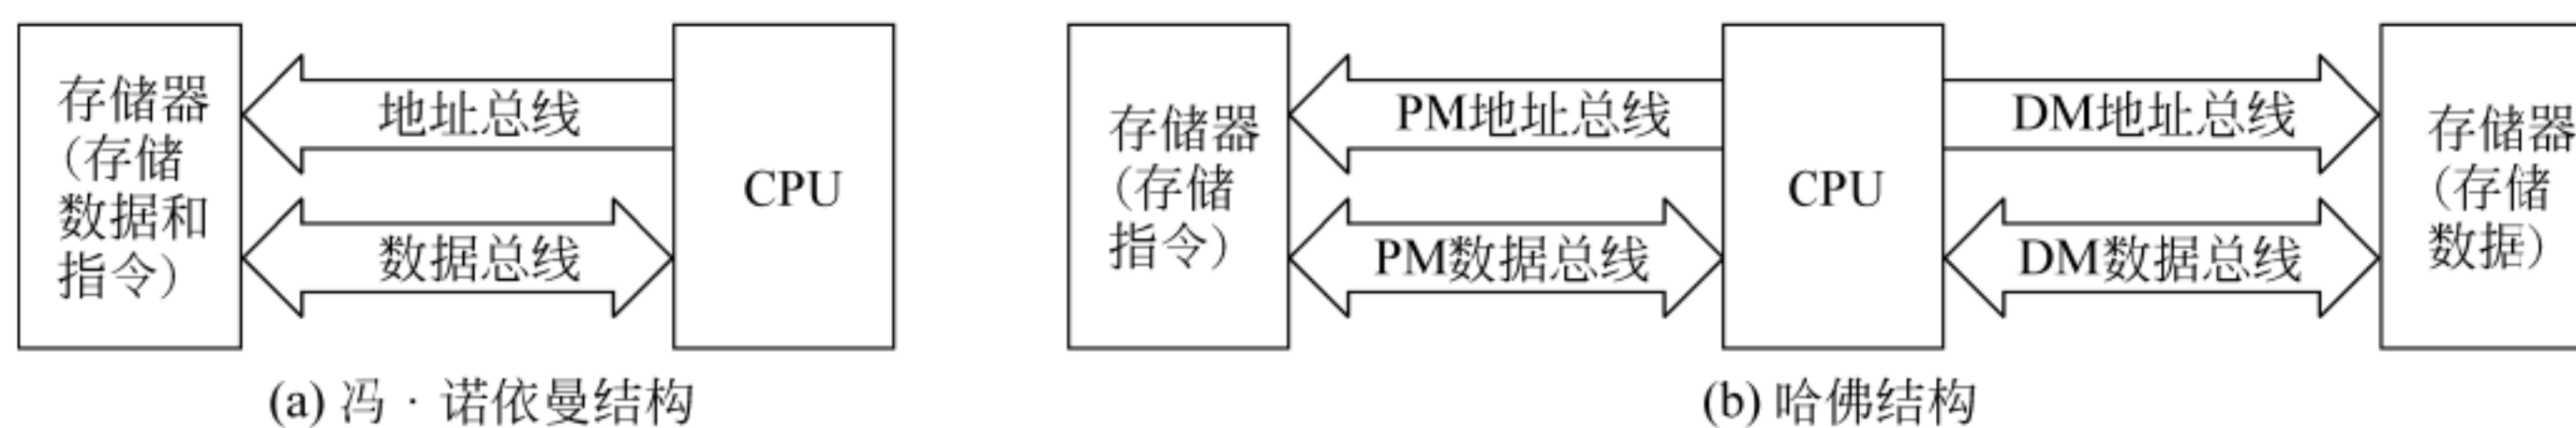 存储器
(存储
数据和
指令)
地址总线
数据总线
CPU
(a) 冯·诺依曼结构
存储器
(存储
指令)
PM地址总线
PM数据总线
CPU
DM地址总线
DM数据总线
存储器
(存储
数据)
(b) 哈佛结构